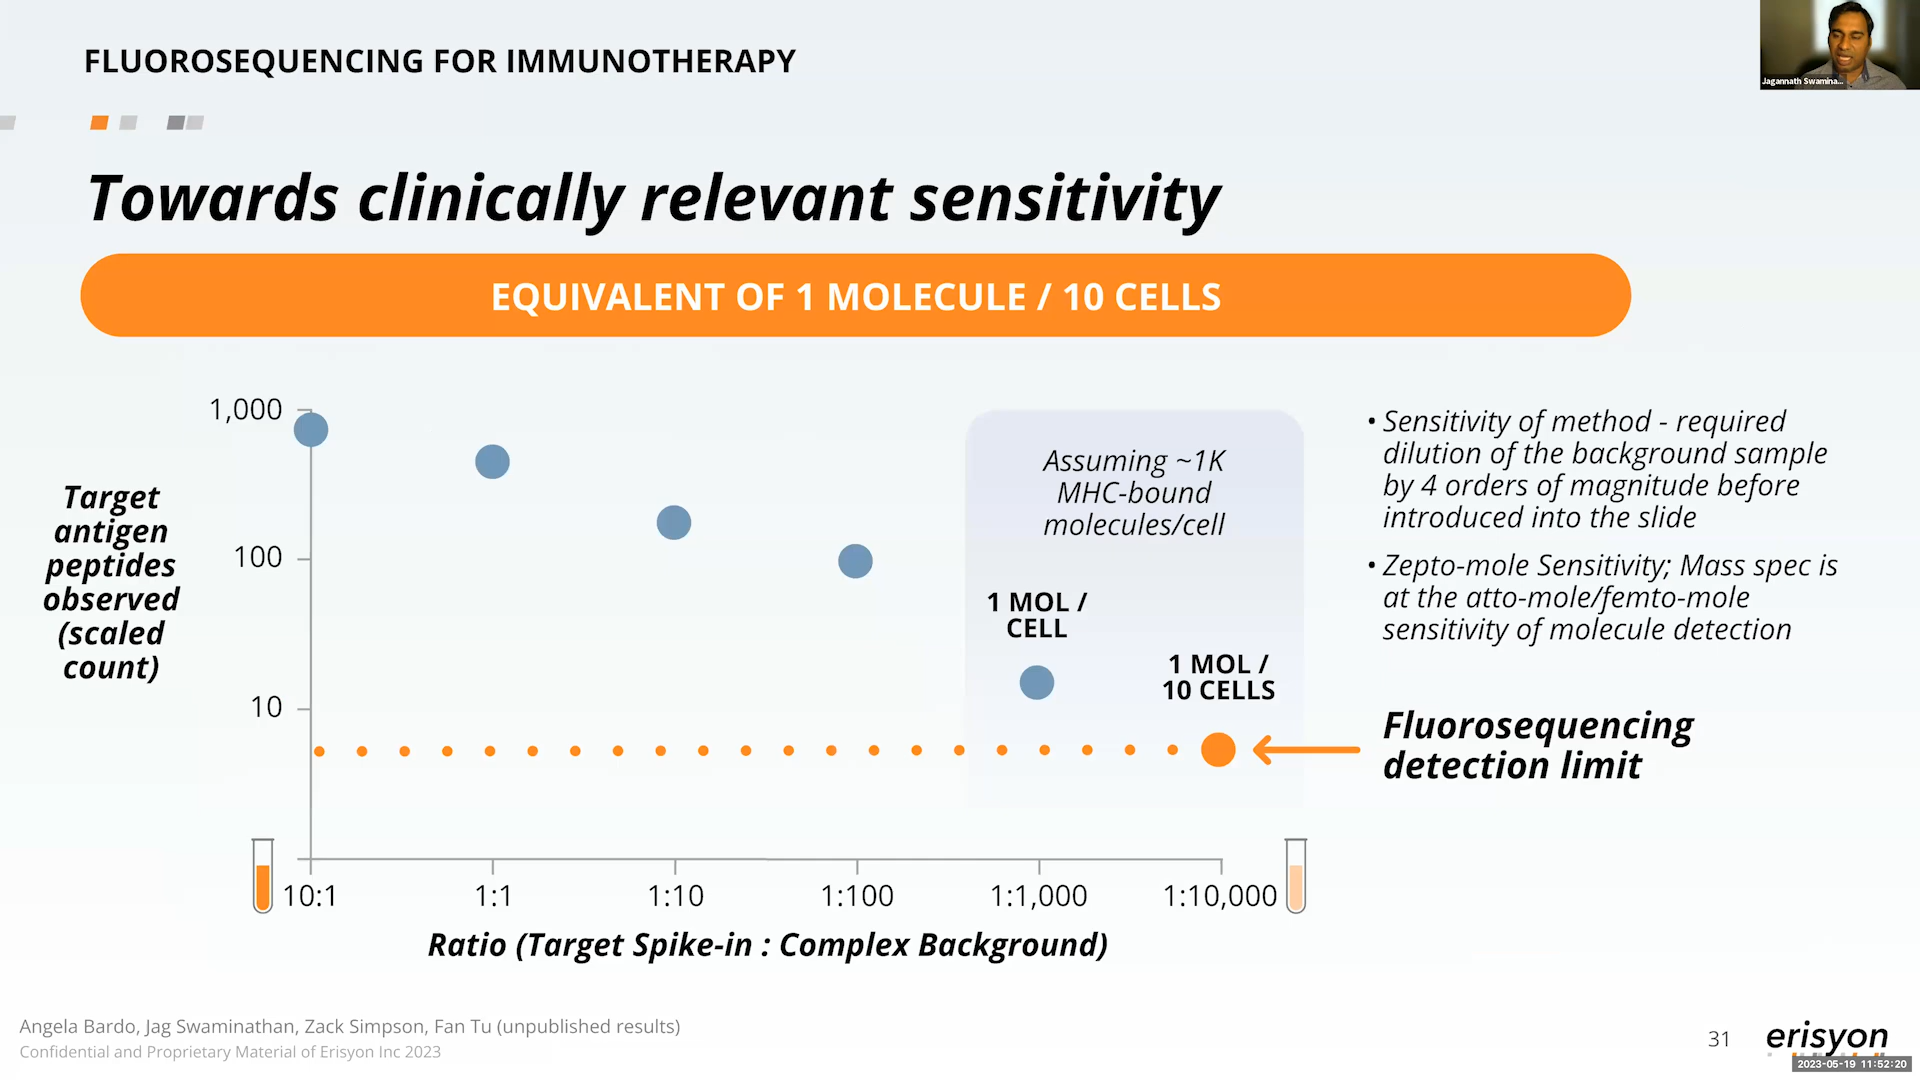 FLUOROSEQUENCING FOR IMMUNOTHERAPY
Jagannath Swamina...
Towards clinically relevant sensitivity
EQUIVALENT OF 1 MOLECULE / 10 CELLS
Target
antigen
peptides
observed
(scaled
count)
1,000
100
10
Assuming ~1K
MHC-bound
molecules/cell
1 MOL /
CELL
1 MOL /
10 CELLS
• Sensitivity of method - required
dilution of the background sample
by 4 orders of magnitude before
introduced into the slide
• Zepto-mole Sensitivity; Mass spec is
at the atto-mole/femto-mole
sensitivity of molecule detection
Fluorosequencing
detection limit
10:1 1:1 1:10 1:100 1:1,000 1:10,000
Ratio (Target Spike-in : Complex Background)
Angela Bardo, Jag Swaminathan, Zack Simpson, Fan Tu (unpublished results)
Confidential and Proprietary Material of Erisyon Inc 2023
31
erisyon
2023-05-19 11:52:20